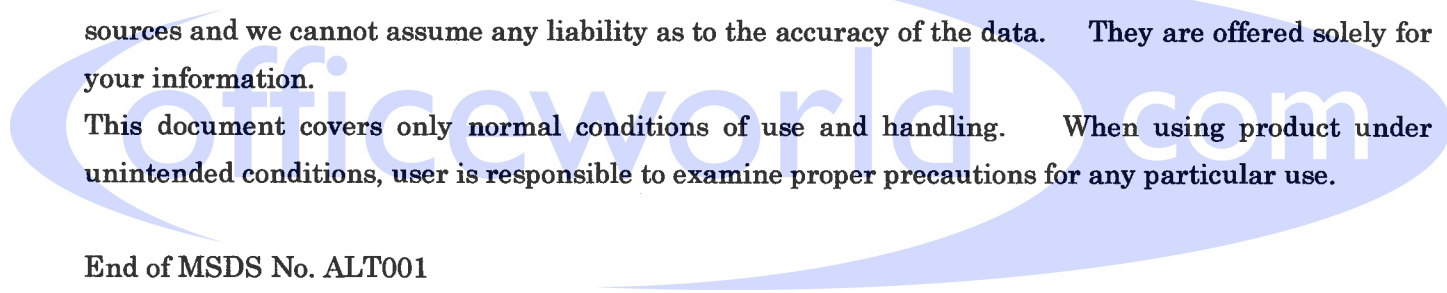 sources and we cannot assume any liability as to the accuracy of the data. They are offered solely for
your information.
This document covers only normal conditions of use and handling. When using product under
unintended conditions, user is responsible to examine proper precautions for any particular use.
End of MSDS No. ALT001
officeworld com